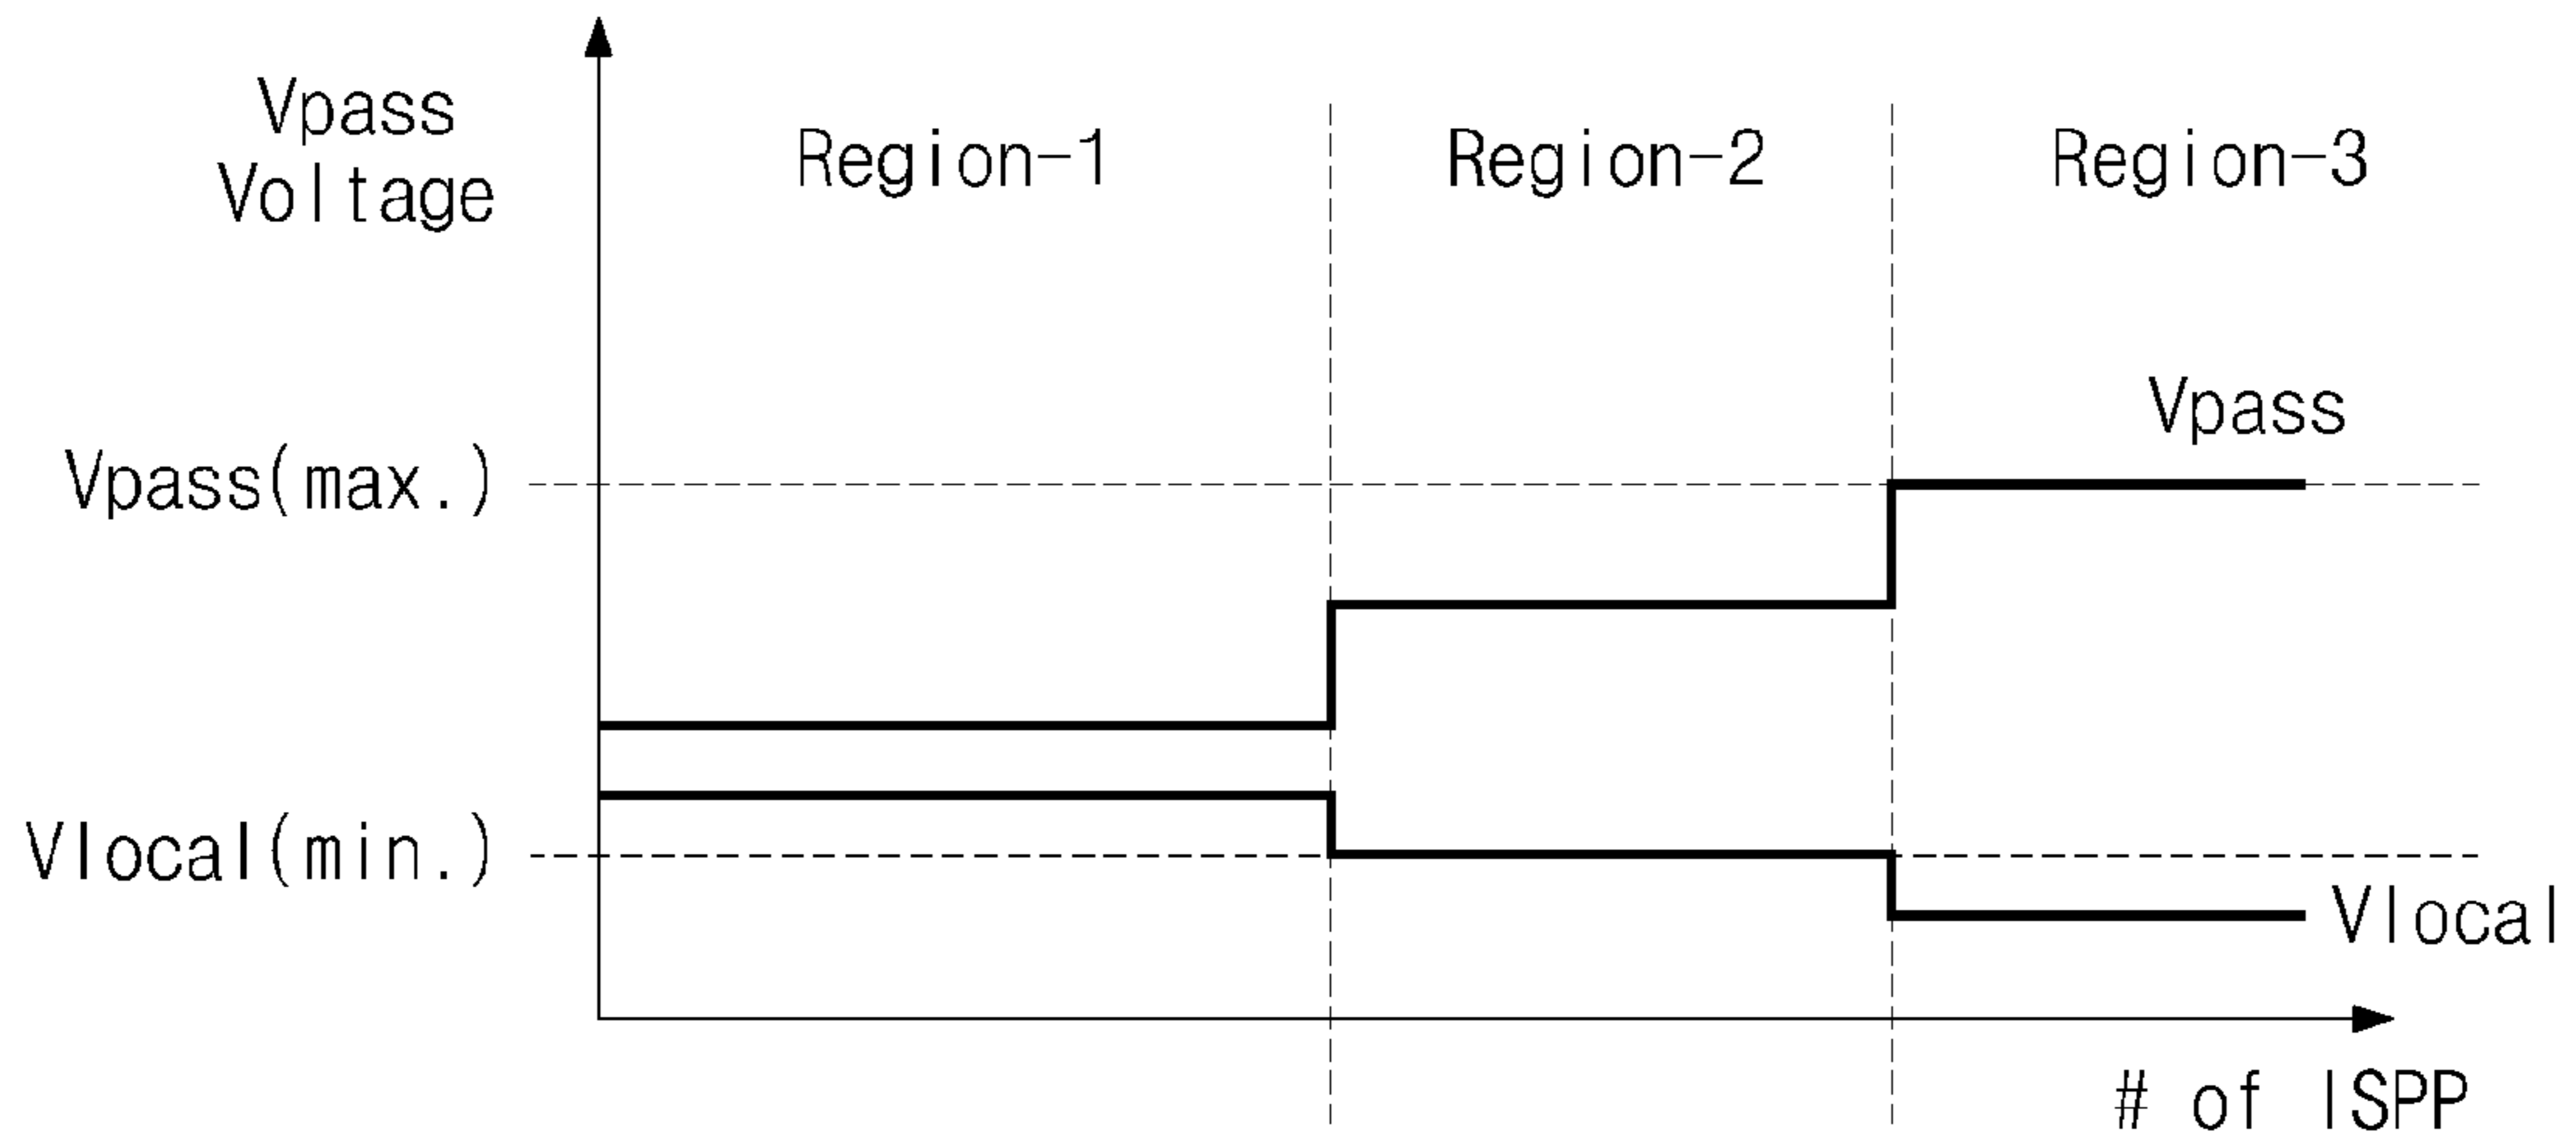 Vpass
Voltage
Region-1
Region-2
Region-3
Vpass
Vpass(max.)
Vlocal(min.)
Vlocal
# of ISPP